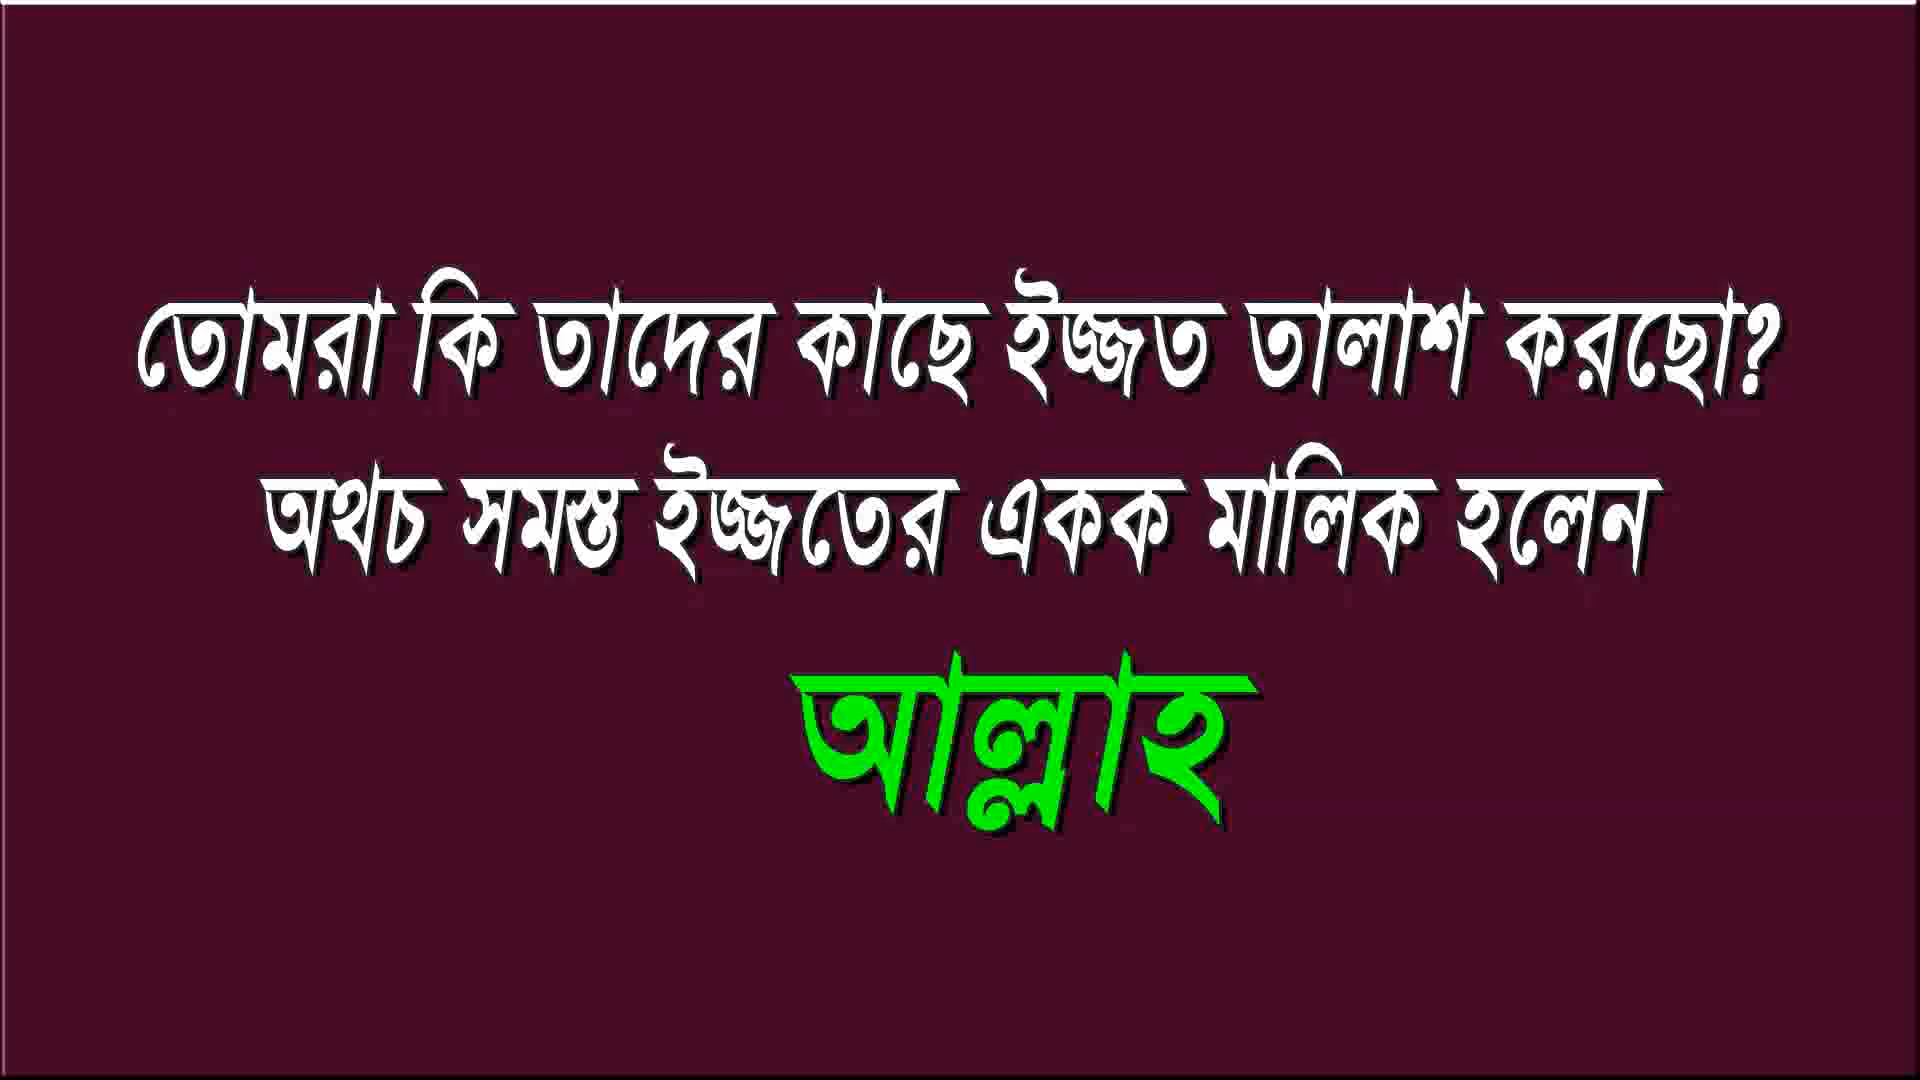 তোমরা কি তাদের কাছে ইজ্জত তালাশ করছো?
অথচ সমস্ত ইজ্জতের একক মালিক হলেন
আল্লাহ